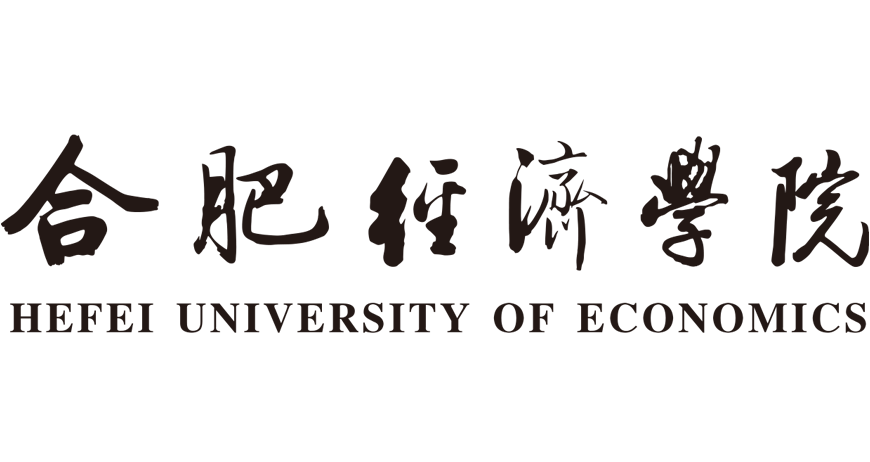 合肥經濟學院
HEFEI UNIVERSITY OF ECONOMICS